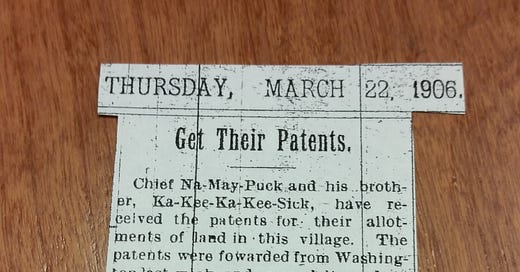 THURSDAY, MARCH 22, 1906.
Get Their Patents.
Chief Na-May-Puck and his broth-
er, Ka-Kee-Ka-Kee-Sick, have re-
ceived the patents for their allot-
ments of land in this village. The
patents were fowarded from Washing-